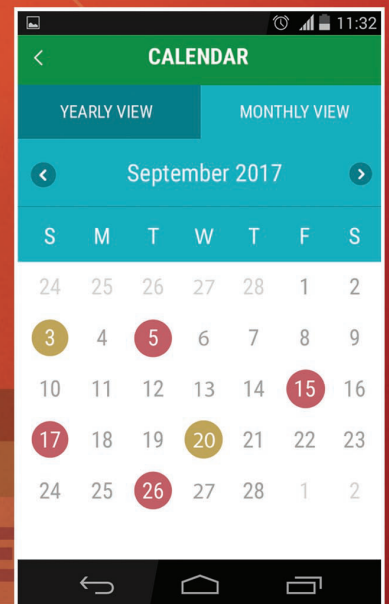 11:32
CALENDAR
YEARLY VIEW MONTHLY VIEW
September 2017
S M T W T F S
24 25 26 27 28 1 2
3 4 5 6 7 8 9
10 11 12 13 14 15 16
17 18 19 20 21 22 23
24 25 26 27 28 1 2